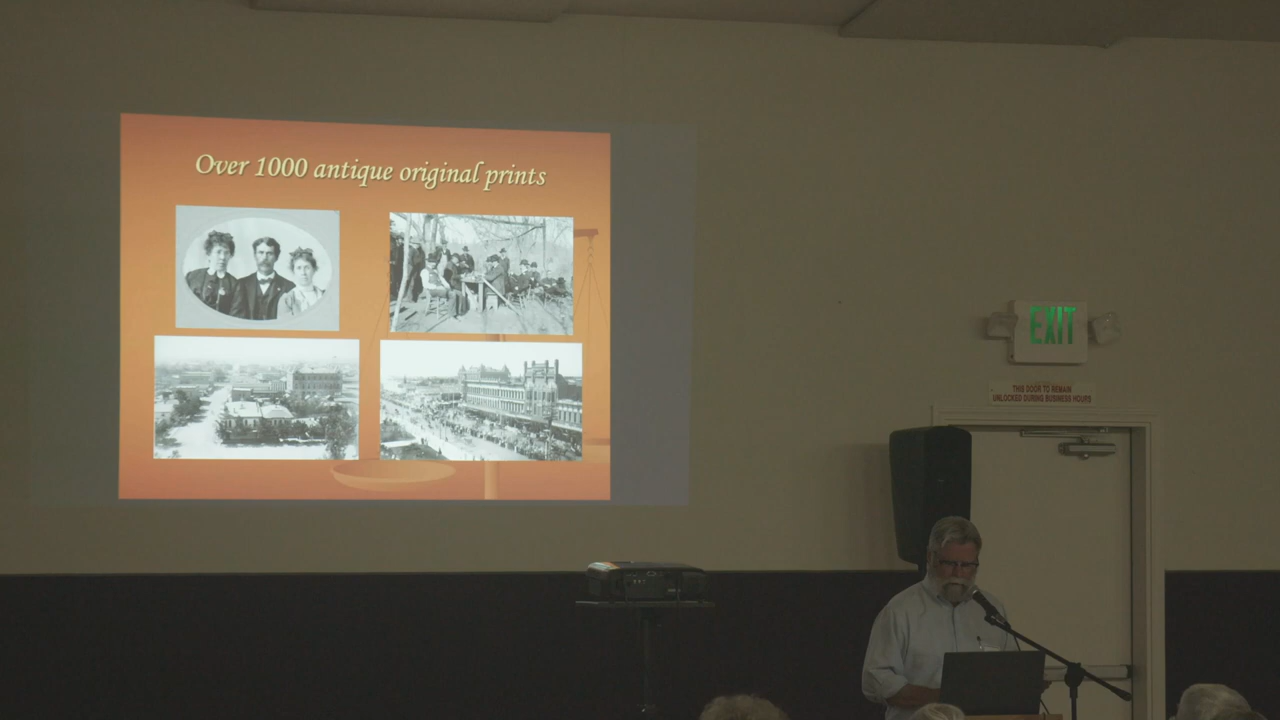 Over 1000 antique original prints
EXIT
THIS DOOR TO REMAIN
UNLOCKED DURING BUSINESS HOURS